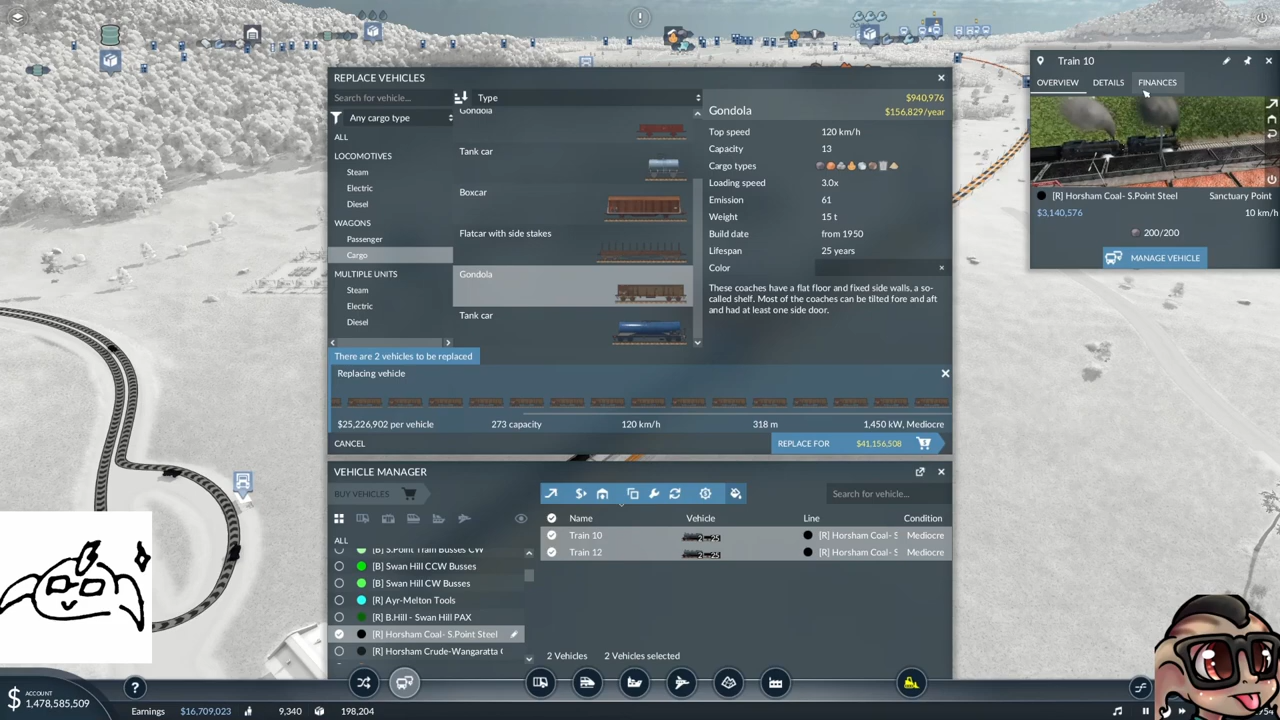 REPLACE VEHICLES
Search for vehicle...
Type
Any cargo type
ALL
LOCOMOTIVES
Steam
Electric
Diesel
WAGONS
Passenger
Cargo
MULTIPLE UNITS
Steam
Electric
Diesel
Gondola
Tank car
Boxcar
Flatcar with side stakes
Gondola
Tank car
$940,976
Gondola
$156,829/year
Top speed 120 km/h
Capacity 13
Cargo types
Loading speed 3.0x
Emission 61
Weight 15 t
Build date from 1950
Lifespan 25 years
Color
These coaches have a flat floor and fixed side walls, a so-
called shelf. Most of the coaches can be tilted fore and aft
and had at least one side door.
There are 2 vehicles to be replaced
Replacing vehicle
$25,226,902 per vehicle 273 capacity 120 km/h 318 m 1,450 kW, Mediocre
CANCEL
REPLACE FOR $41,156,508
VEHICLE MANAGER
BUY VEHICLES
Search for vehicle...
ALL
[B] S.Point Train Busses CW
[B] Swan Hill CCW Busses
[B] Swan Hill CW Busses
[R] Ayr-Melton Tools
[R] B.Hill - Swan Hill PAX
[R] Horsham Coal- S.Point Steel
[R] Horsham Crude-Wangaratta
Name Vehicle Line Condition
Train 10 2 25 [R] Horsham Coal- S Mediocre
Train 12 2 25 [R] Horsham Coal- S Mediocre
2 Vehicles 2 Vehicles selected
Train 10
OVERVIEW DETAILS FINANCES
[R] Horsham Coal- S.Point Steel Sanctuary Point
$3,140,576 10 km/h
200/200
MANAGE VEHICLE
$ ACCOUNT
1,478,585,509
?
Earnings $16,709,023 9,340 198,204